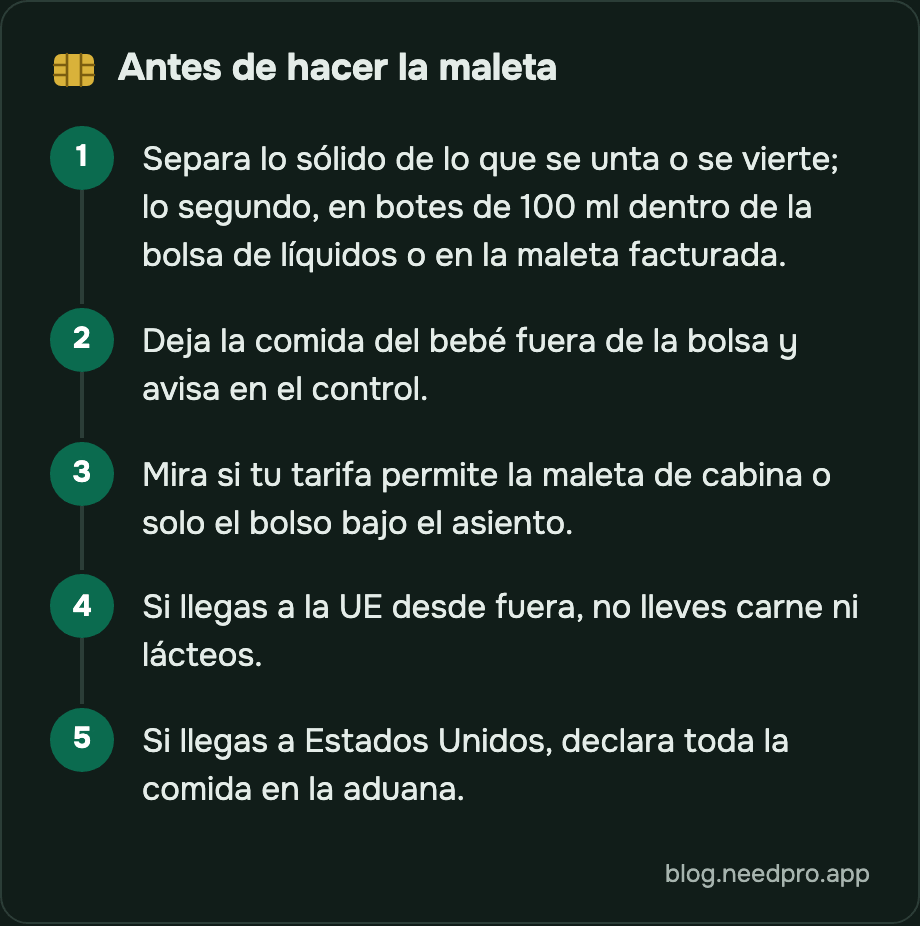 Antes de hacer la maleta
1
Separa lo sólido de lo que se unta o se vierte;
lo segundo, en botes de 100 ml dentro de la
bolsa de líquidos o en la maleta facturada.
2
Deja la comida del bebé fuera de la bolsa y
avisa en el control.
3
Mira si tu tarifa permite la maleta de cabina o
solo el bolso bajo el asiento.
4
Si llegas a la UE desde fuera, no lleves carne ni
lácteos.
5
Si llegas a Estados Unidos, declara toda la
comida en la aduana.
blog.needpro.app